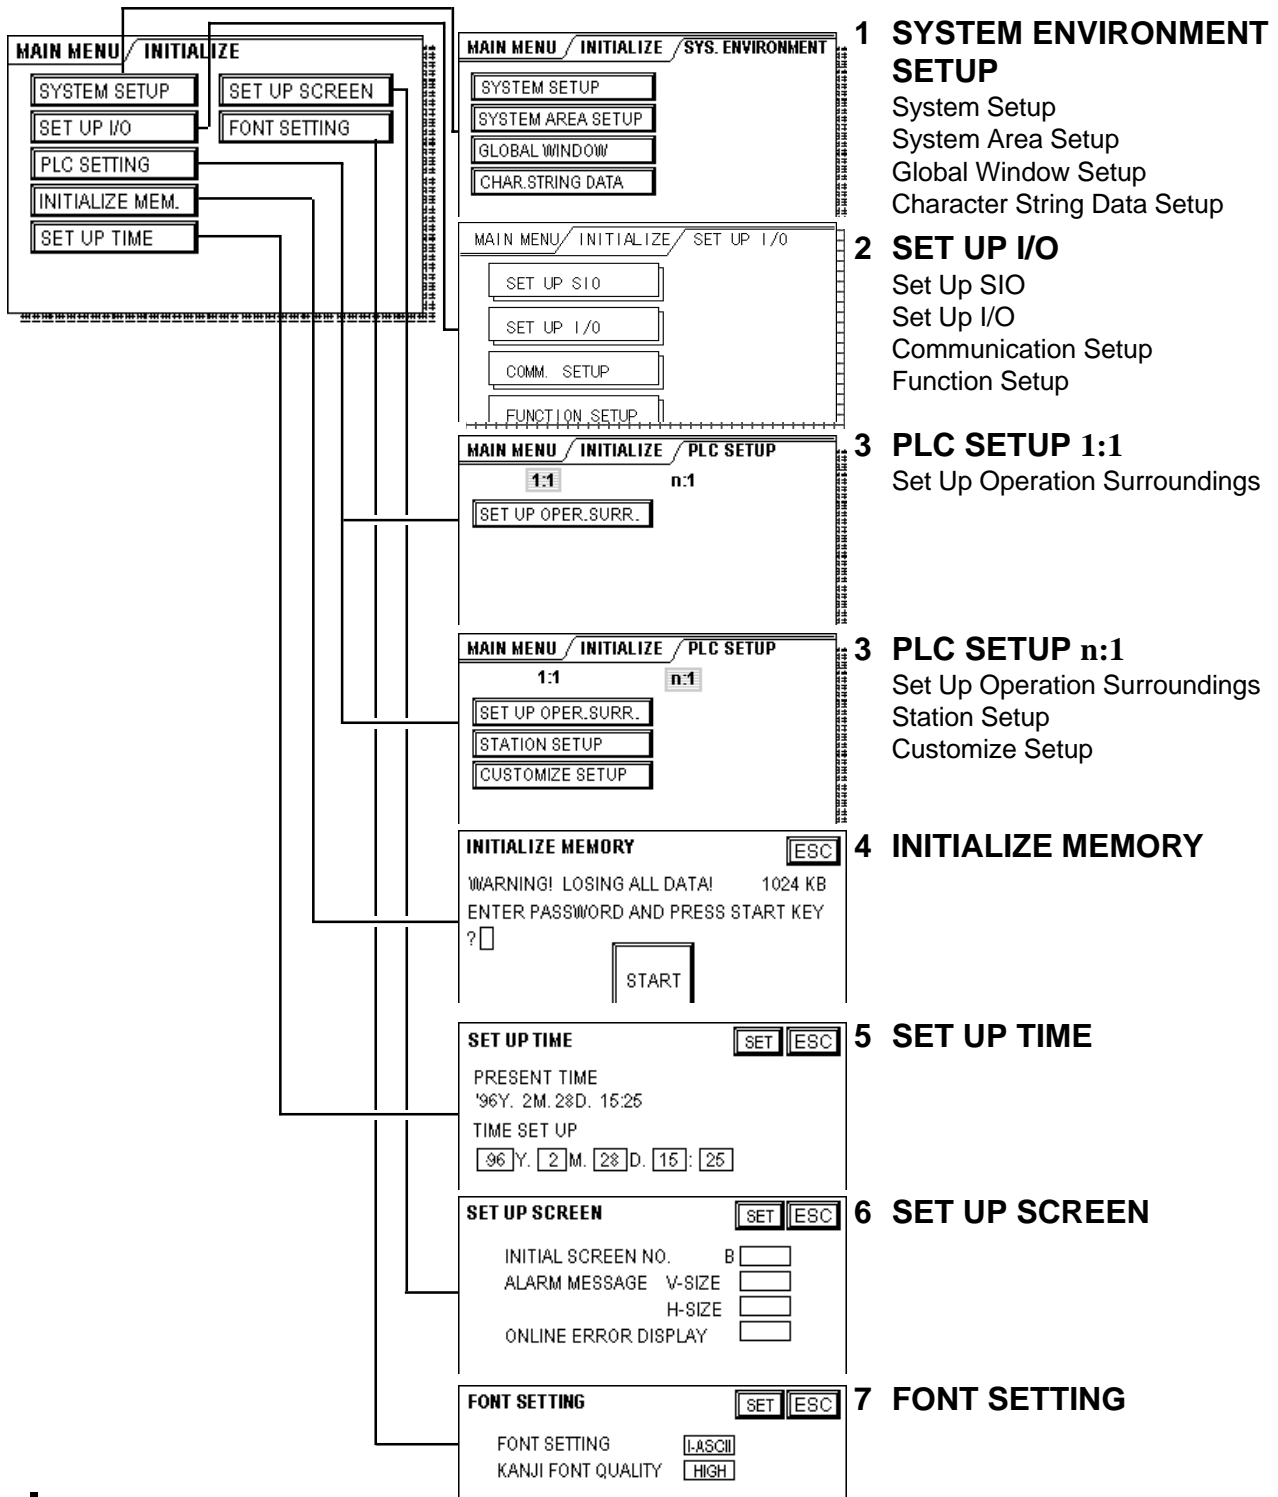 MAIN MENU / INITIALIZE
SYSTEM SETUP
SET UP SCREEN
SET UP I/O
FONT SETTING
PLC SETTING
INITIALIZE MEM.
SET UP TIME
MAIN MENU / INITIALIZE / SYS. ENVIRONMENT
SYSTEM SETUP
SYSTEM AREA SETUP
GLOBAL WINDOW
CHAR.STRING DATA
1 SYSTEM ENVIRONMENT
SETUP
System Setup
System Area Setup
Global Window Setup
Character String Data Setup
MAIN MENU / INITIALIZE / SET UP I/O
SET UP SIO
SET UP I/O
COMM. SETUP
FUNCTION SETUP
2 SET UP I/O
Set Up SIO
Set Up I/O
Communication Setup
Function Setup
MAIN MENU / INITIALIZE / PLC SETUP
1:1 n:1
SET UP OPER.SURR.
3 PLC SETUP 1:1
Set Up Operation Surroundings
MAIN MENU / INITIALIZE / PLC SETUP
1:1 n:1
SET UP OPER.SURR.
STATION SETUP
CUSTOMIZE SETUP
3 PLC SETUP n:1
Set Up Operation Surroundings
Station Setup
Customize Setup
INITIALIZE MEMORY ESC
WARNING! LOSING ALL DATA! 1024 KB
ENTER PASSWORD AND PRESS START KEY
?
START
4 INITIALIZE MEMORY
SET UP TIME SET ESC
PRESENT TIME
'96Y. 2M. 28D. 15:25
TIME SET UP
96 Y. 2 M. 28 D. 15 : 25
5 SET UP TIME
SET UP SCREEN SET ESC
INITIAL SCREEN NO. B
ALARM MESSAGE V-SIZE
H-SIZE
ONLINE ERROR DISPLAY
6 SET UP SCREEN
FONT SETTING SET ESC
FONT SETTING I-ASCII
KANJI FONT QUALITY HIGH
7 FONT SETTING